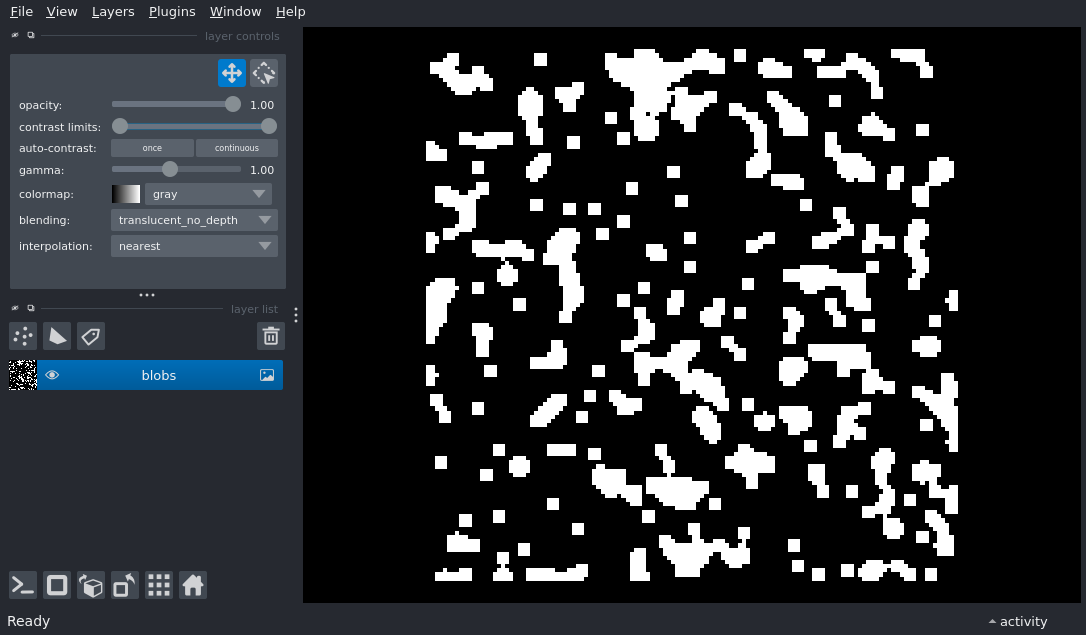 File View Layers Plugins Window Help
layer controls
opacity: 1.00
contrast limits:
auto-contrast: once continuous
gamma: 1.00
colormap: gray
blending: translucent_no_depth
interpolation: nearest
layer list
blobs
Ready activity